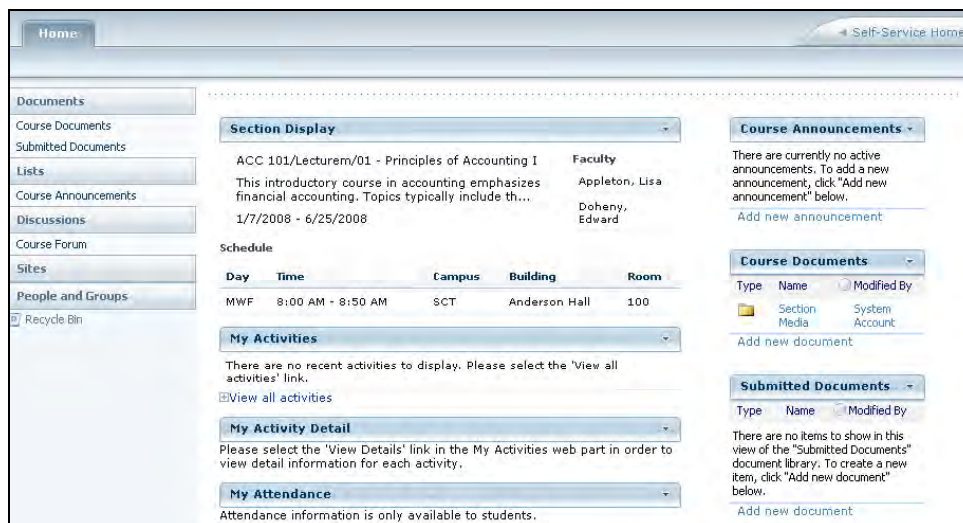 Home
Self-Service Home
Documents
Course Documents
Submitted Documents
Lists
Course Announcements
Discussions
Course Forum
Sites
People and Groups
Recycle Bin
Section Display
ACC 101/Lecturem/01 - Principles of Accounting I
This introductory course in accounting emphasizes
financial accounting. Topics typically include th...
1/7/2008 - 6/25/2008
Faculty
Appleton, Lisa
Doheny,
Edward
Schedule
Day Time Campus Building Room
MWF 8:00 AM - 8:50 AM SCT Anderson Hall 100
My Activities
There are no recent activities to display. Please select the 'View all
activities' link.
View all activities
My Activity Detail
Please select the 'View Details' link in the My Activities web part in order to
view detail information for each activity.
My Attendance
Attendance information is only available to students.
Course Announcements
There are currently no active
announcements. To add a new
announcement, click "Add new
announcement" below.
Add new announcement
Course Documents
Type Name Modified By
Section System
Media Account
Add new document
Submitted Documents
Type Name Modified By
There are no items to show in this
view of the "Submitted Documents"
document library. To create a new
item, click "Add new document"
below.
Add new document